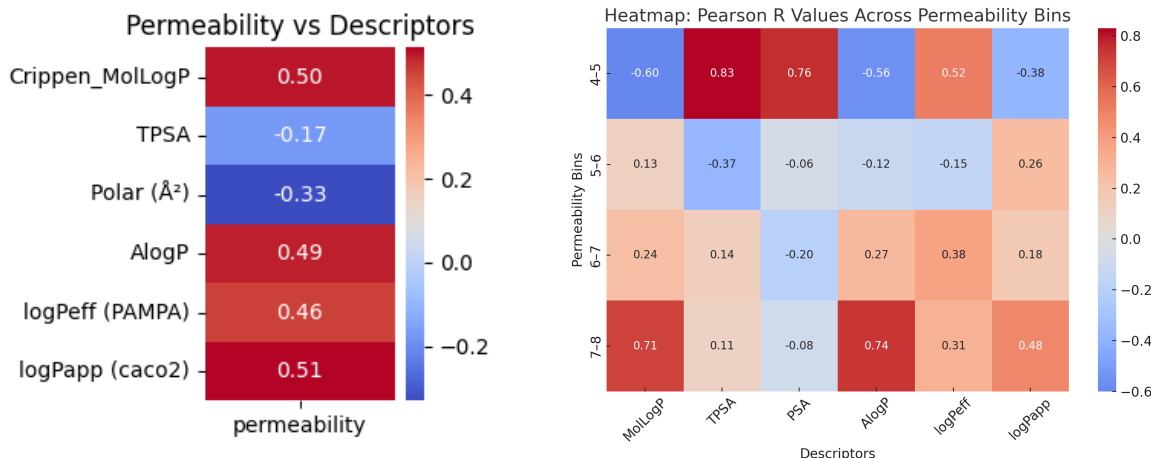 Permeability vs Descriptors
Crippen_MolLogP
0.50
TPSA
-0.17
Polar (Å²)
-0.33
AlogP
0.49
logPeff (PAMPA)
0.46
logPapp (caco2)
0.51
permeability
0.4
0.2
0.0
−0.2
Heatmap: Pearson R Values Across Permeability Bins
Permeability Bins
4–5
-0.60 0.83 0.76 -0.56 0.52 -0.38
5–6
0.13 -0.37 -0.06 -0.12 -0.15 0.26
6–7
0.24 0.14 -0.20 0.27 0.38 0.18
7–8
0.71 0.11 -0.08 0.74 0.31 0.48
MolLogP TPSA PSA AlogP logPeff logPapp
Descriptors
0.8
0.6
0.4
0.2
0.0
−0.2
−0.4
−0.6